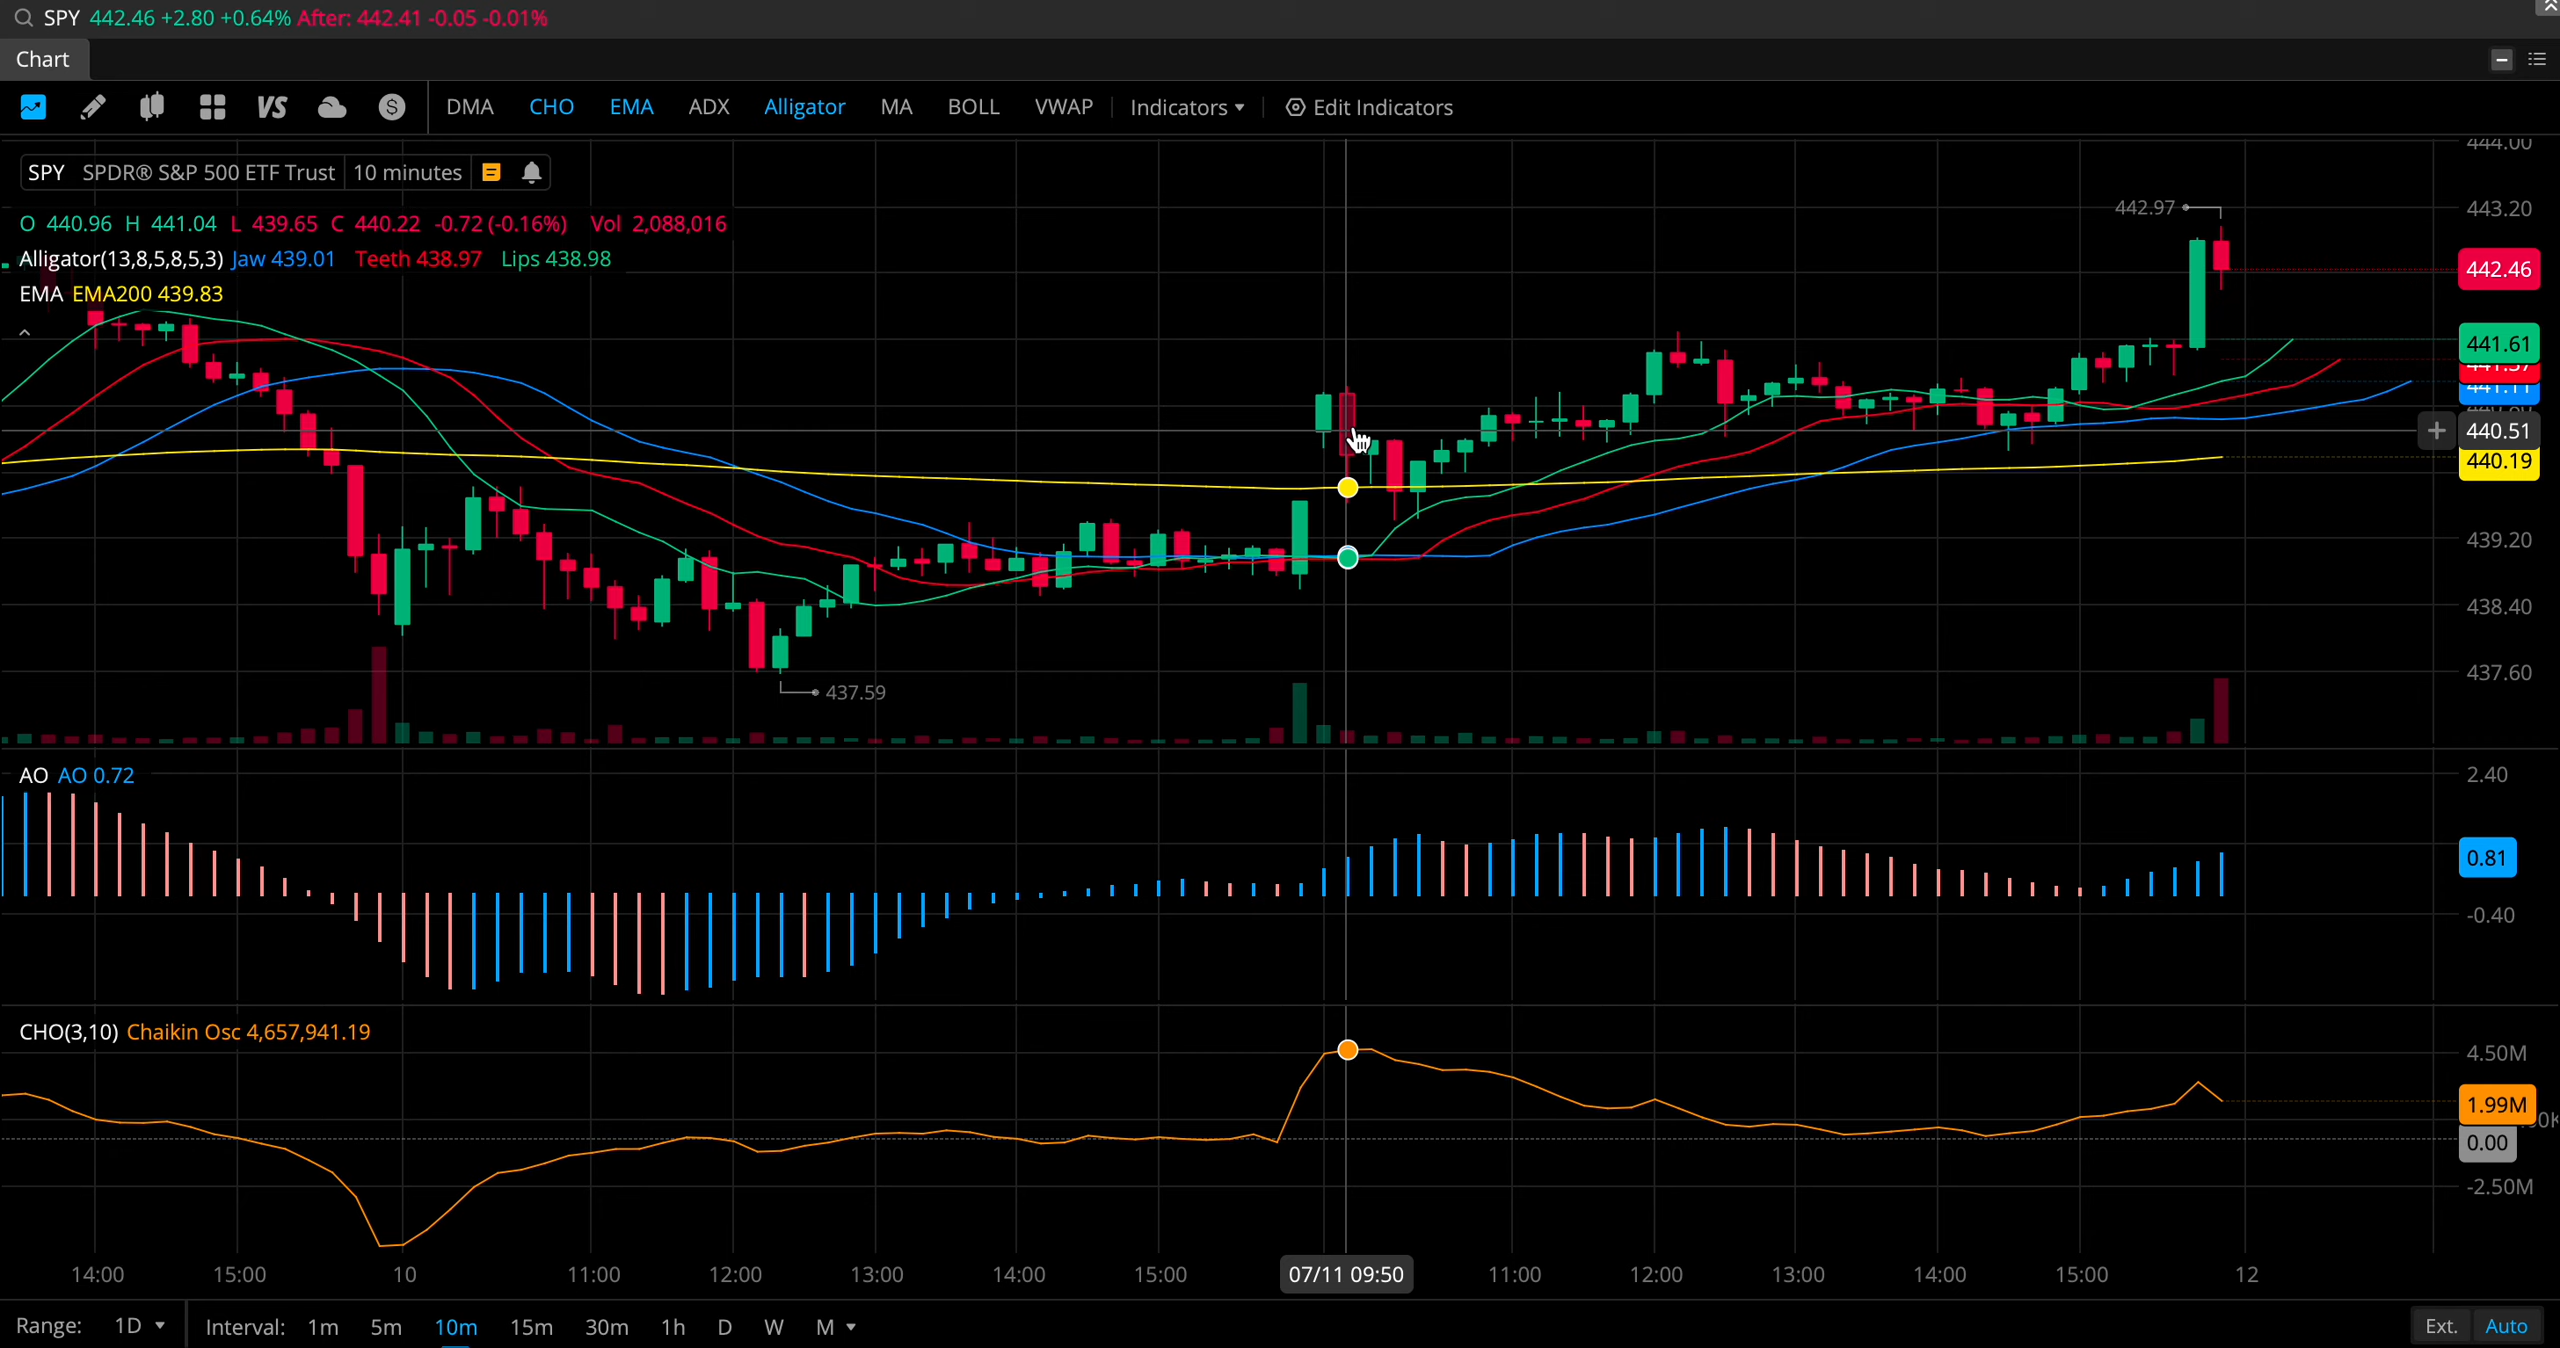 SPY 442.46 +2.80 +0.64% After: 442.41 -0.05 -0.01%
Chart
VS $ DMA CHO EMA ADX Alligator MA BOLL VWAP Indicators Edit Indicators
SPY SPDR® S&P 500 ETF Trust 10 minutes
O 440.96 H 441.04 L 439.65 C 440.22 -0.72 (-0.16%) Vol 2,088,016
Alligator(13,8,5,8,5,3) Jaw 439.01 Teeth 438.97 Lips 438.98
EMA EMA200 439.83
444.00
442.97
443.20
442.46
441.61
441.37
441.11
440.51
440.19
439.20
438.40
437.60
437.59
AO AO 0.72
2.40
0.81
-0.40
CHO(3,10) Chaikin Osc 4,657,941.19
4.50M
1.99M
0.00
-2.50M
14:00 15:00 10 11:00 12:00 13:00 14:00 15:00 07/11 09:50 11:00 12:00 13:00 14:00 15:00 12
Range: 1D Interval: 1m 5m 10m 15m 30m 1h D W M Ext. Auto